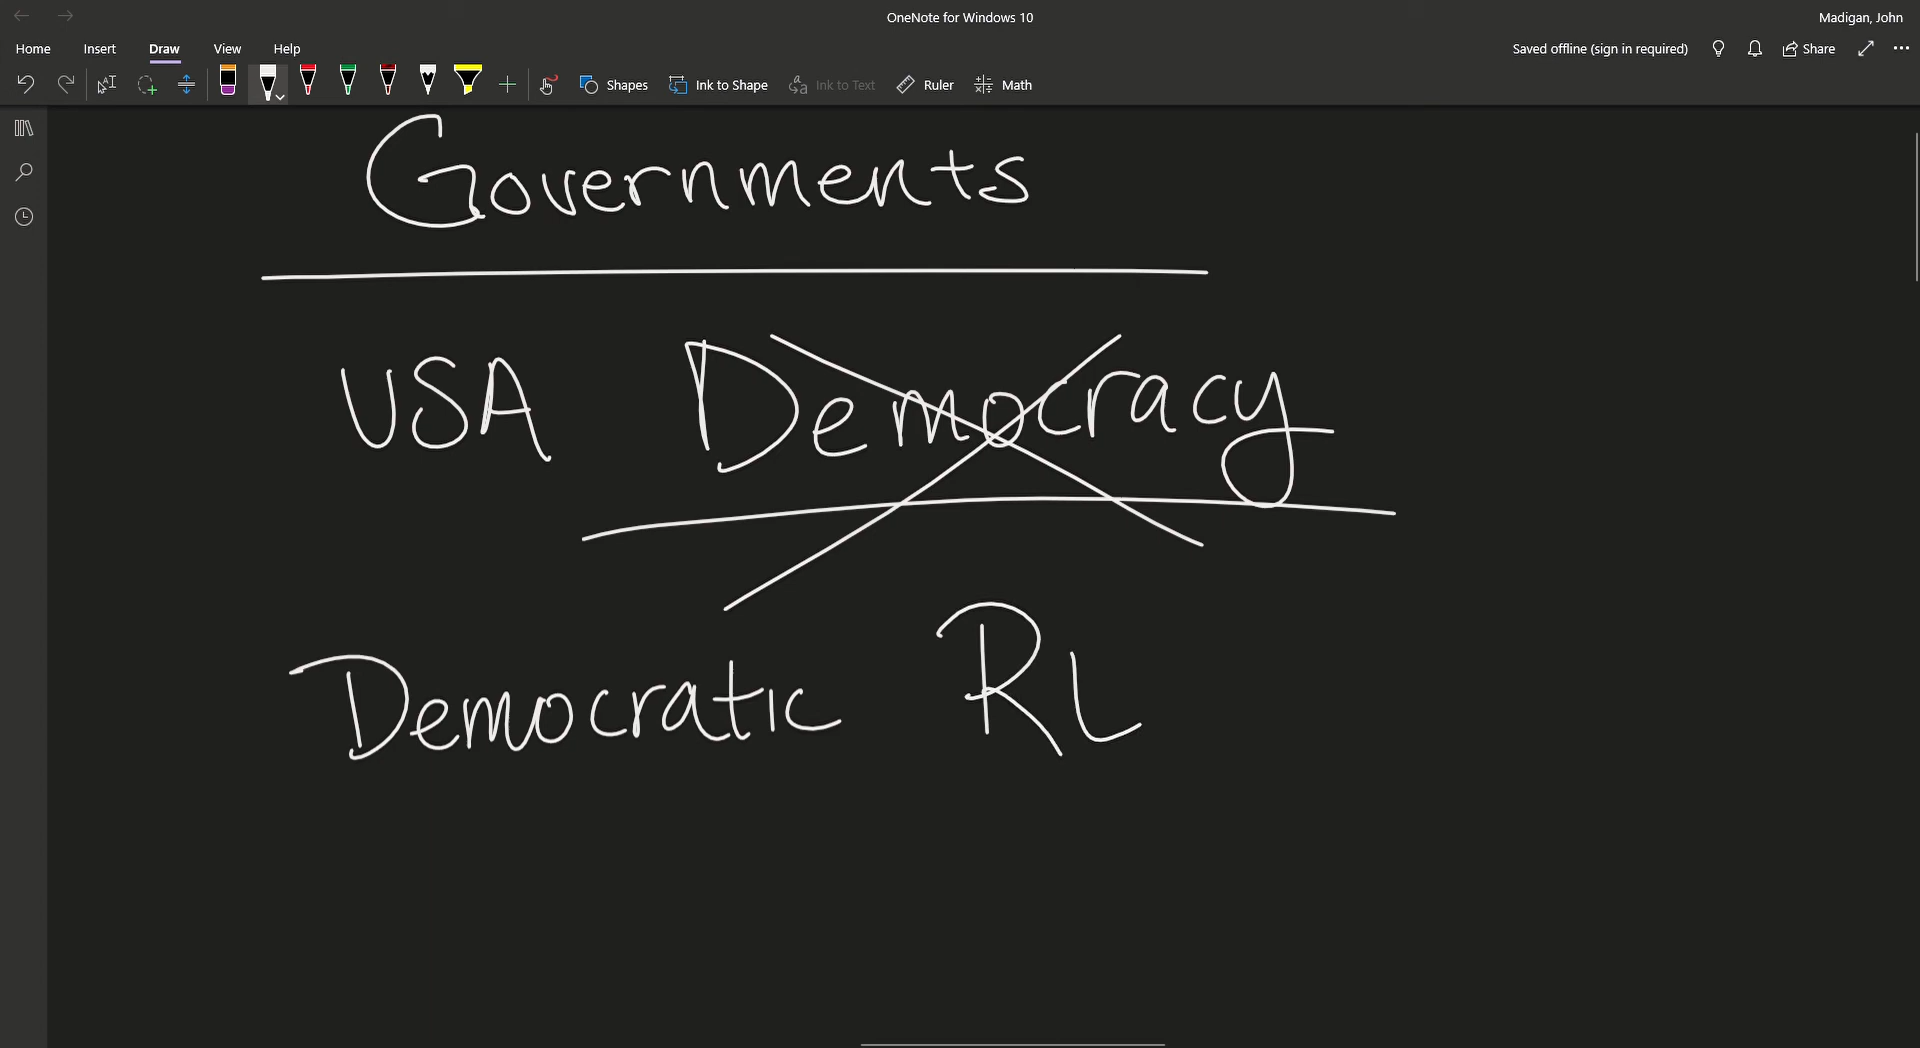 OneNote for Windows 10
Madigan, John
Home Insert Draw View Help
Saved offline (sign in required) Share
Shapes Ink to Shape Ink to Text Ruler Math
Governments
USA Democracy
Democratic RL